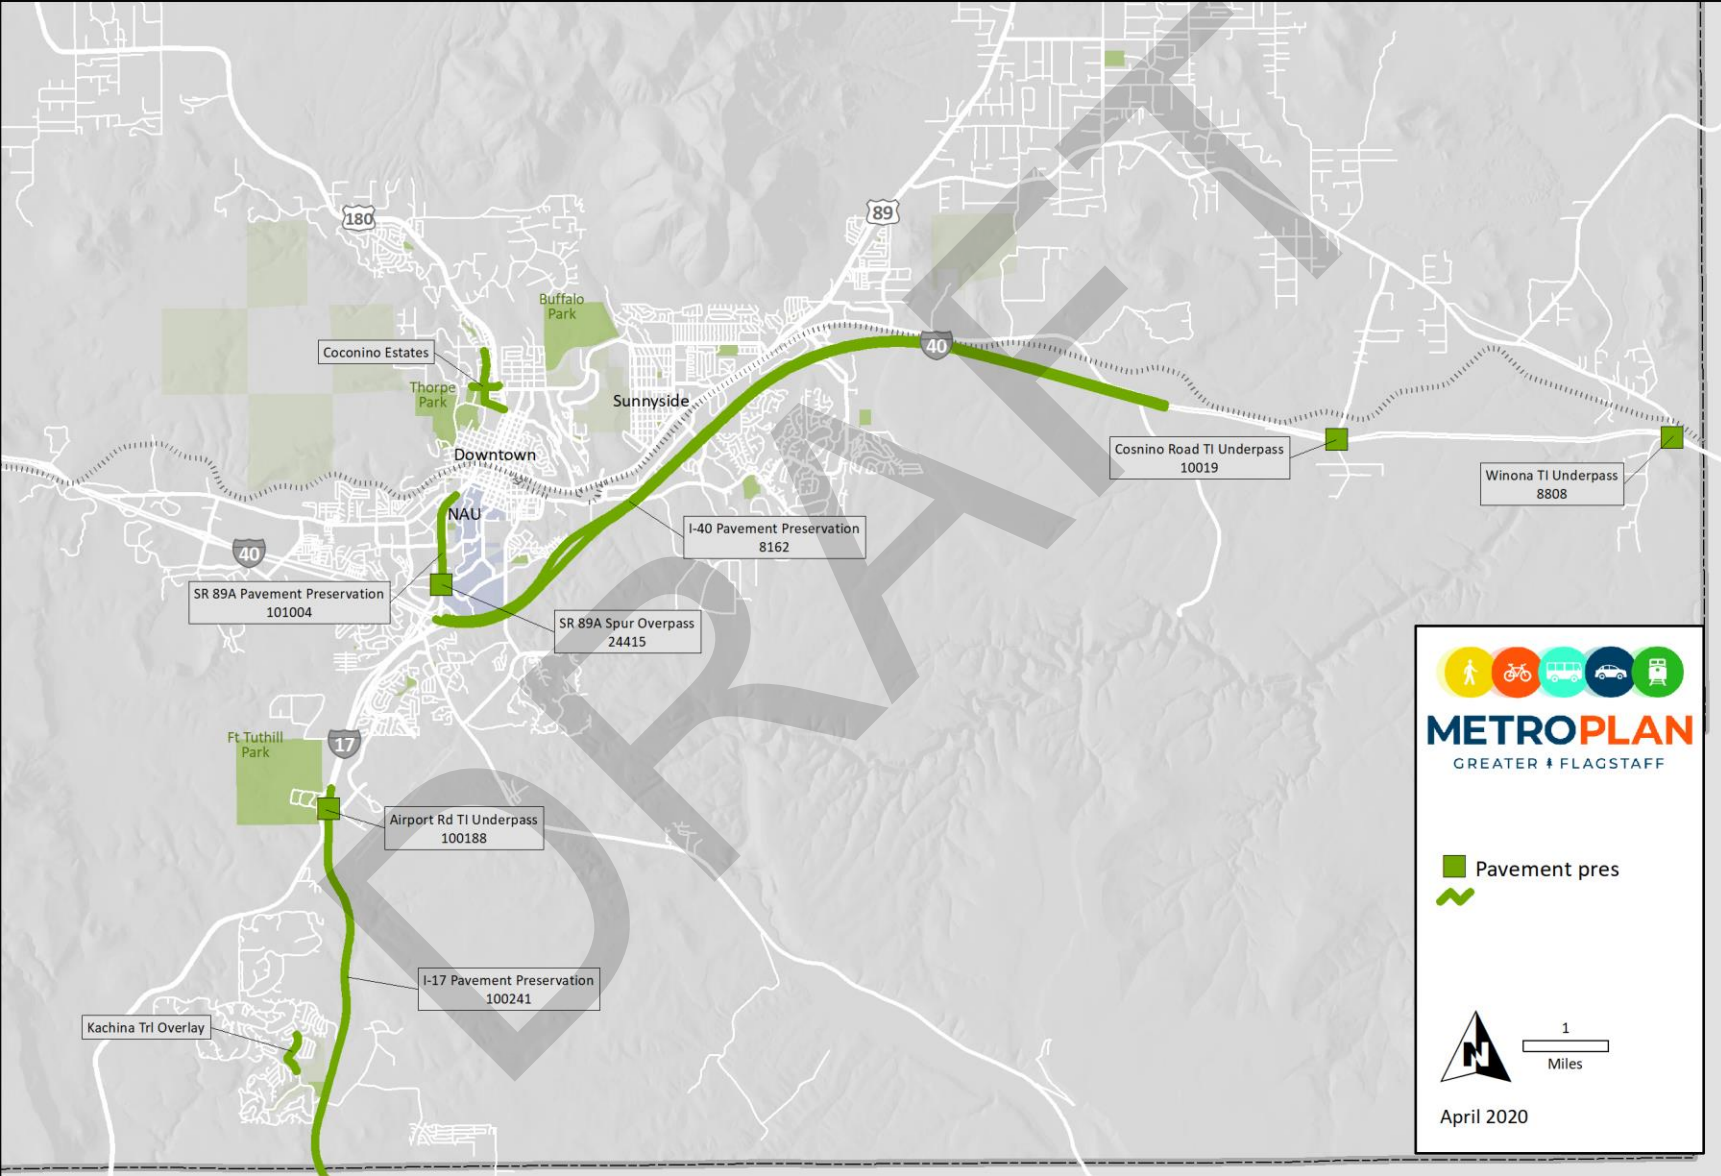 180
89
Buffalo
Park
Coconino Estates
40
Thorpe
Park
Sunnyside
Downtown
Cosnino Road TI Underpass
10019
Winona TI Underpass
8808
NAU
I-40 Pavement Preservation
8162
40
SR 89A Pavement Preservation
101004
SR 89A Spur Overpass
24415
Ft Tuthill
Park
17
Airport Rd TI Underpass
100188
I-17 Pavement Preservation
100241
Kachina Trl Overlay
DRAFT
METROPLAN
GREATER FLAGSTAFF
Pavement pres
N
1
Miles
April 2020